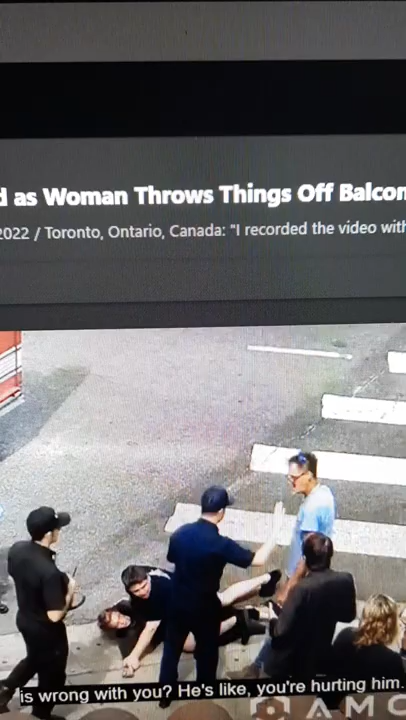 d as Woman Throws Things Off Balcon
2022 / Toronto, Ontario, Canada: "I recorded the video with
is wrong with you? He's like, you're hurting him.
AMC